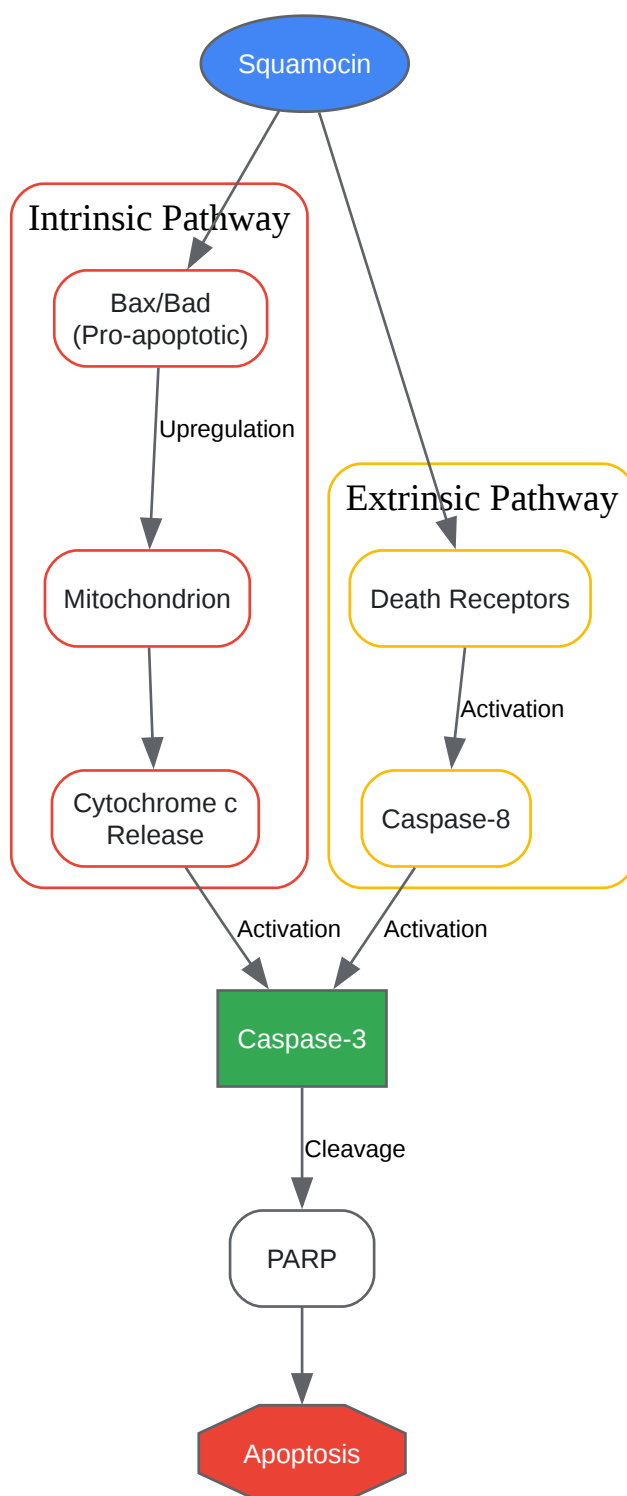 Squamocin
Intrinsic Pathway
Bax/Bad
(Pro-apoptotic)
Upregulation
Mitochondrion
Cytochrome c
Release
Extrinsic Pathway
Death Receptors
Activation
Caspase-8
Activation
Activation
Caspase-3
Cleavage
PARP
Apoptosis